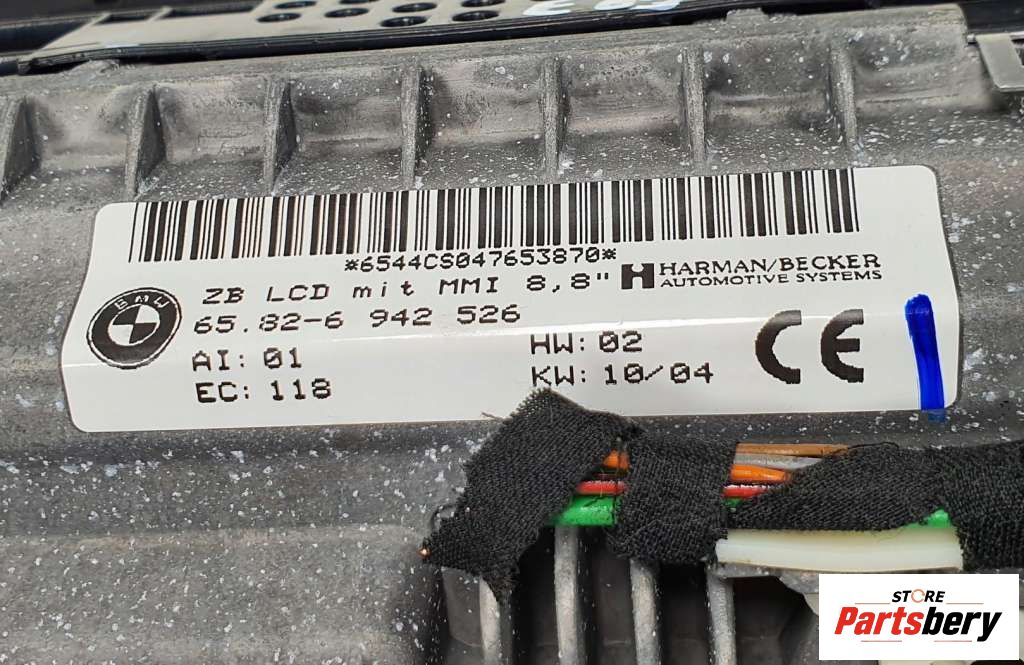 *6544CS047653870*
ZB LCD mit MMI 8,8"
HARMAN/BECKER
AUTOMOTIVE SYSTEMS
BMW
65.82-6 942 526
AI: 01
HW: 02
EC: 118
KW: 10/04
CE
STORE
Partsbery